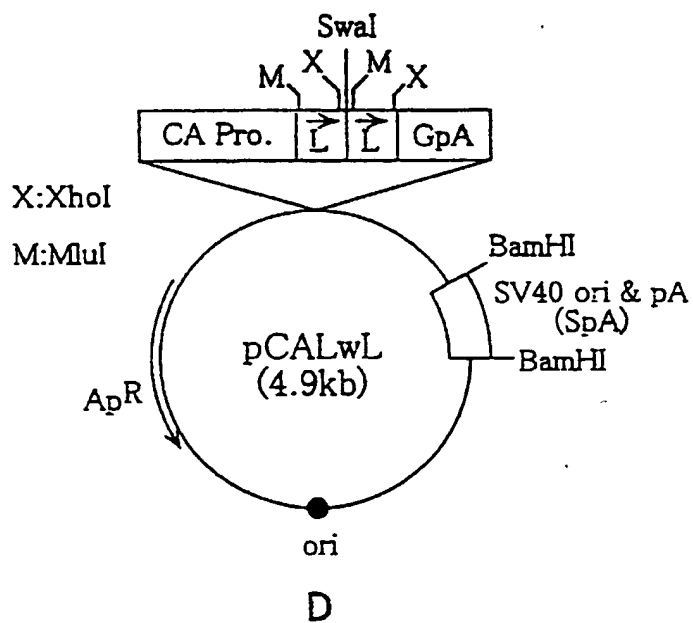 SwaI
M X M X
CA Pro. L L GpA
X:XhoI
M:MluI
BamHI
SV40 ori & pA
(SpA)
BamHI
pCALwL
(4.9kb)
ApR
ori
D